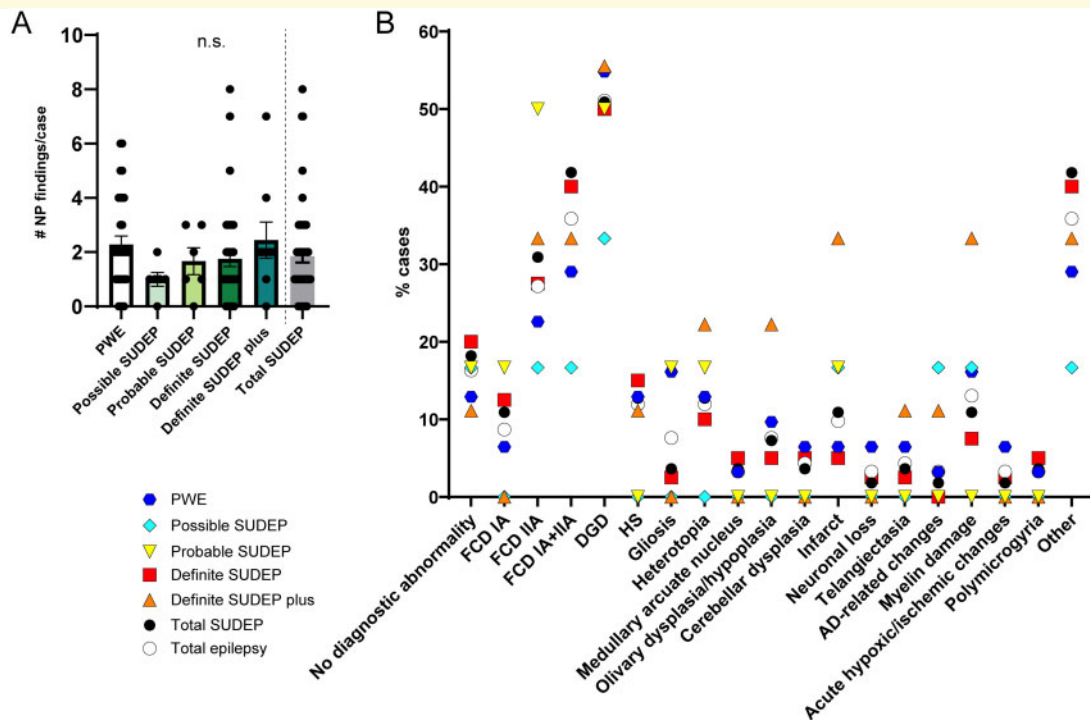 A
10
8
6
4
2
0
# NP findings/case
n.s.
PWE
Possible SUDEP
Probable SUDEP
Definite SUDEP
Definite SUDEP plus
Total SUDEP
PWE
Possible SUDEP
Probable SUDEP
Definite SUDEP
Definite SUDEP plus
Total SUDEP
Total epilepsy
B
60
50
40
30
20
10
0
% cases
No diagnostic abnormality
FCD IA
FCD IIA
FCD IA+IIA
DGD
HS
Gliosis
Heterotopia
Medullary arcuate nucleus
Olivary dysplasia/hypoplasia
Cerebellar dysplasia
Infarct
Neuronal loss
Telangiectasia
AD-related changes
Myelin damage
Acute hypoxic/ischemic changes
Polymicrogyria
Other